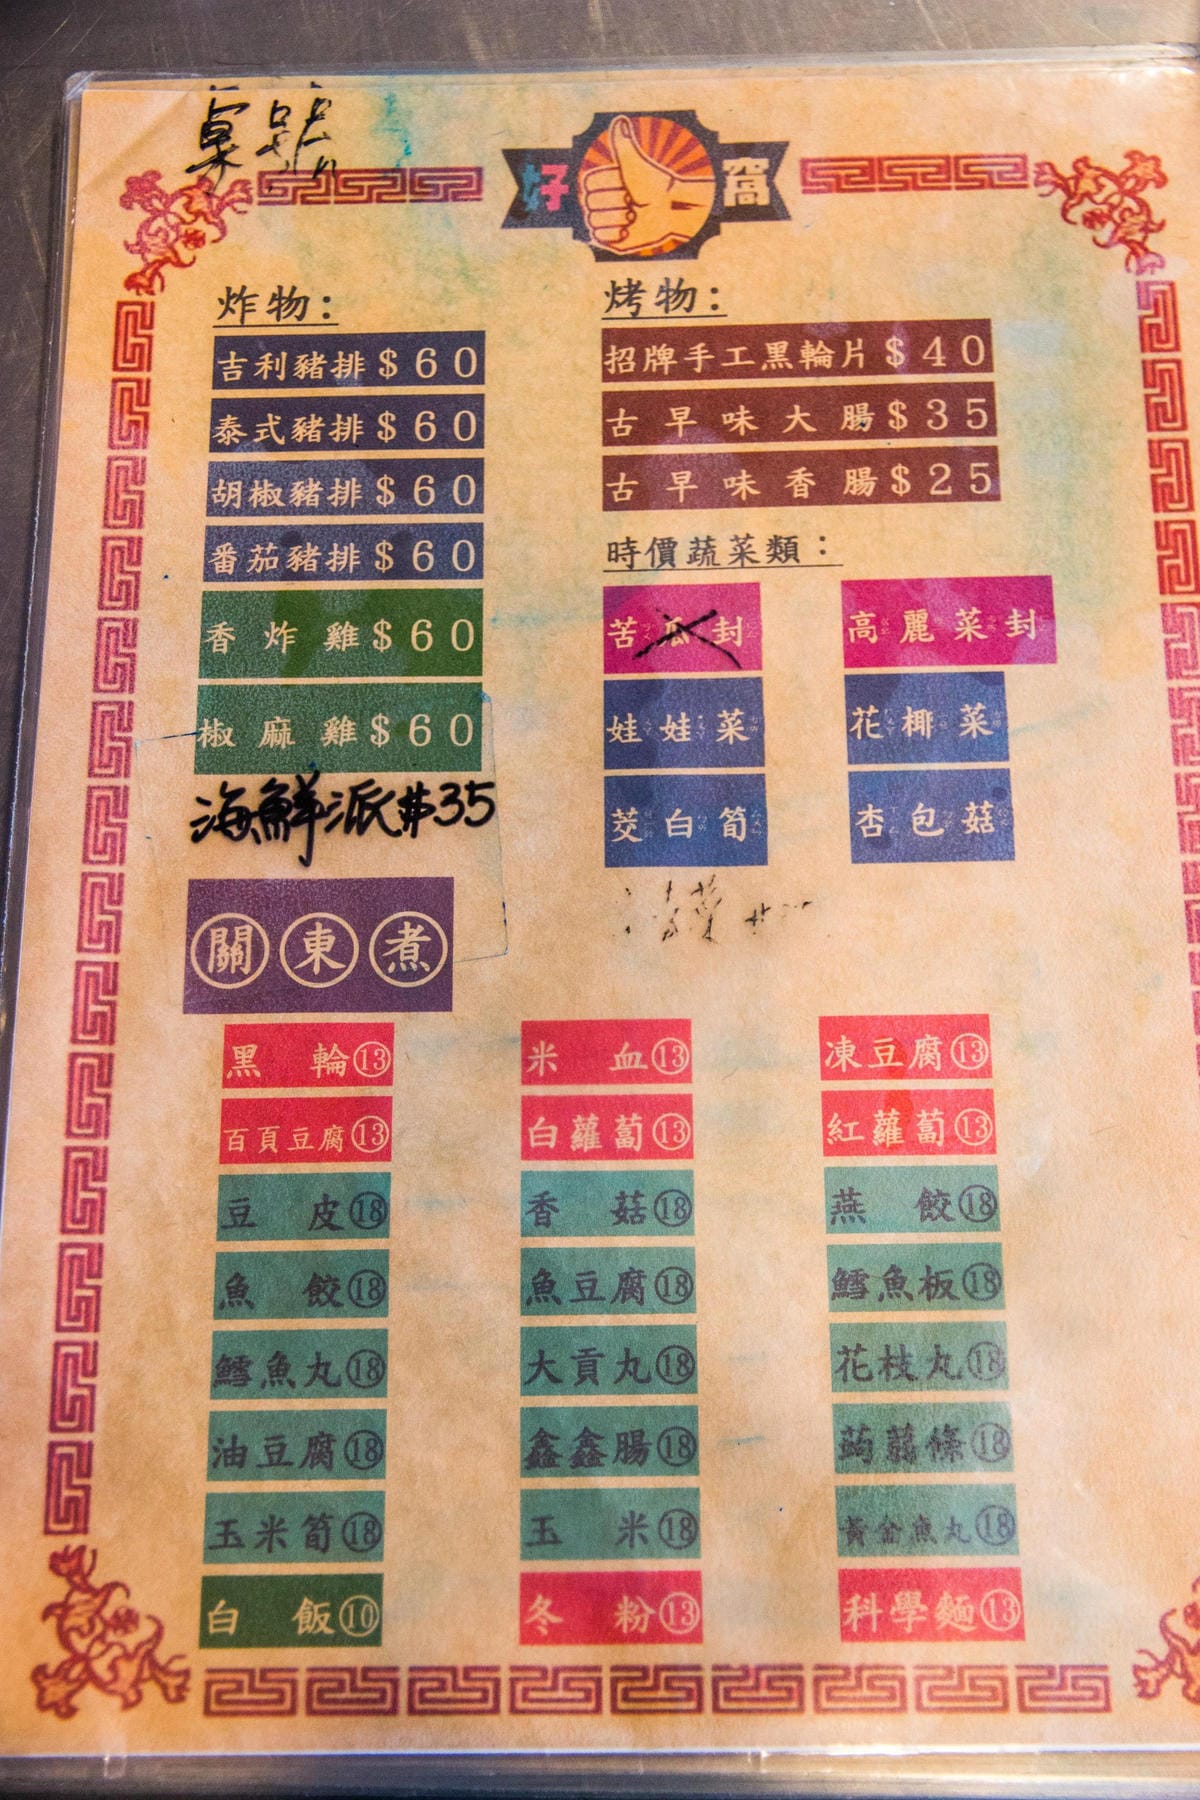 桌號
好窩
炸物：
吉利豬排$60
泰式豬排$60
胡椒豬排$60
番茄豬排$60
香炸雞$60
椒麻雞$60
海鮮派#35
烤物：
招牌手工黑輪片$40
古早味大腸$35
古早味香腸$25
時價蔬菜類：
苦瓜封 高麗菜封
娃娃菜 花椰菜
茭白筍 杏包菇
關東煮
黑輪⑬ 米血⑬ 凍豆腐⑬
百頁豆腐⑬ 白蘿蔔⑬ 紅蘿蔔⑬
豆皮⑱ 香菇⑱ 燕餃⑱
魚餃⑱ 魚豆腐⑱ 鱈魚板⑱
鱈魚丸⑱ 大貢丸⑱ 花枝丸⑱
油豆腐⑱ 鑫鑫腸⑱ 蒟蒻條⑱
玉米筍⑱ 玉米⑱ 黃金魚丸⑱
白飯⑩ 冬粉⑬ 科學麵⑬